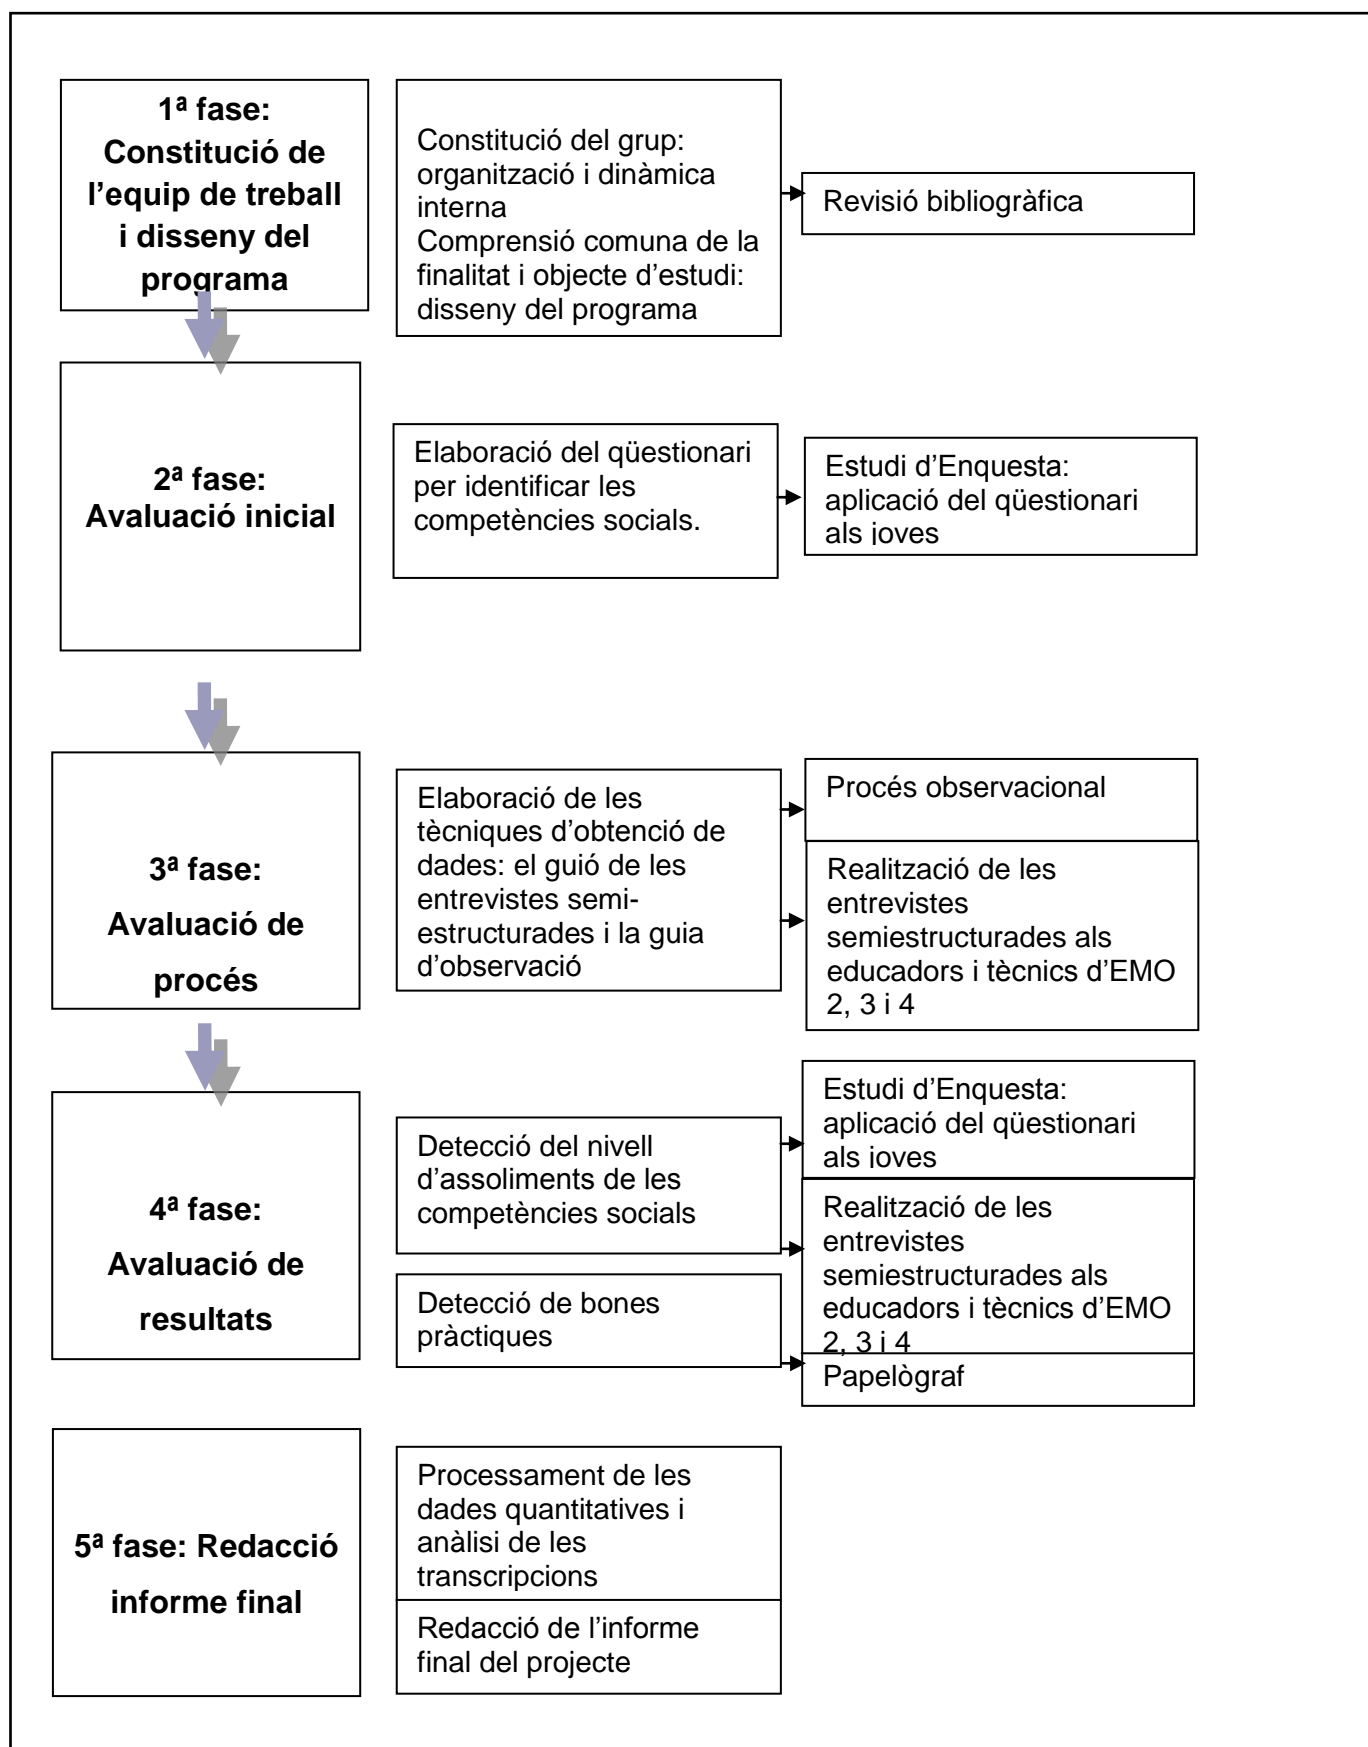 1ª fase:
Constitució de
l’equip de treball
i disseny del
programa
Constitució del grup:
organització i dinàmica
interna
Comprensió comuna de la
finalitat i objecte d’estudi:
disseny del programa
Revisió bibliogràfica
2ª fase:
Avaluació inicial
Elaboració del qüestionari
per identificar les
competències socials.
Estudi d’Enquesta:
aplicació del qüestionari
als joves
3ª fase:
Avaluació de
procés
Elaboració de les
tècniques d’obtenció de
dades: el guió de les
entrevistes semi-
estructurades i la guia
d’observació
Procés observacional
Realització de les
entrevistes
semiestructurades als
educadors i tècnics d’EMO
2, 3 i 4
4ª fase:
Avaluació de
resultats
Detecció del nivell
d’assoliments de les
competències socials
Detecció de bones
pràctiques
Estudi d’Enquesta:
aplicació del qüestionari
als joves
Realització de les
entrevistes
semiestructurades als
educadors i tècnics d’EMO
2, 3 i 4
Papelògraf
5ª fase: Redacció
informe final
Processament de les
dades quantitatives i
anàlisi de les
transcripcions
Redacció de l’informe
final del projecte